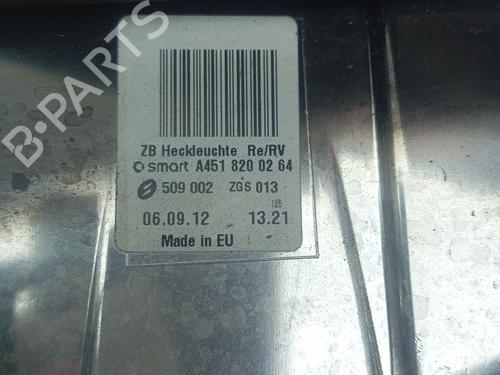 ZB Heckleuchte Re/RV
smart A451 820 02 64
509 002 ZGS 013
125
06.09.12 13.21
Made in EU
B-PARTS